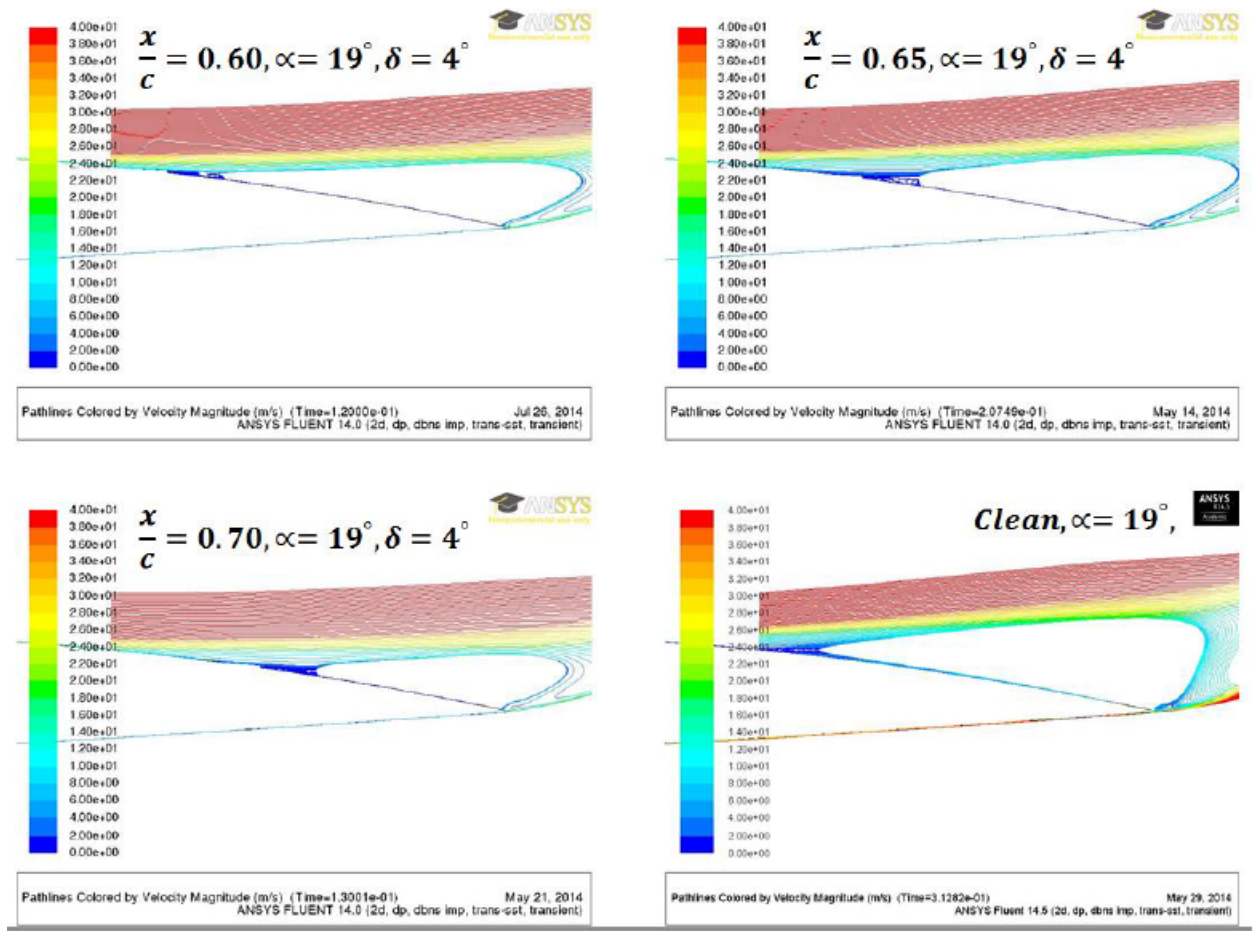 ANSYS
Noncommercial use only
x/c = 0.60, ∝= 19°, δ = 4°
4.00e+01
3.80e+01
3.60e+01
3.40e+01
3.20e+01
3.00e+01
2.80e+01
2.60e+01
2.40e+01
2.20e+01
2.00e+01
1.80e+01
1.60e+01
1.40e+01
1.20e+01
1.00e+01
8.00e+00
6.00e+00
4.00e+00
2.00e+00
0.00e+00
Pathlines Colored by Velocity Magnitude (m/s) (Time=1.2000e-01) Jul 26, 2014
ANSYS FLUENT 14.0 (2d, dp, dbns imp, trans-sst, transient)
ANSYS
Noncommercial use only
x/c = 0.65, ∝= 19°, δ = 4°
4.00e+01
3.80e+01
3.60e+01
3.40e+01
3.20e+01
3.00e+01
2.80e+01
2.60e+01
2.40e+01
2.20e+01
2.00e+01
1.80e+01
1.60e+01
1.40e+01
1.20e+01
1.00e+01
8.00e+00
6.00e+00
4.00e+00
2.00e+00
0.00e+00
Pathlines Colored by Velocity Magnitude (m/s) (Time=2.0749e-01) May 14, 2014
ANSYS FLUENT 14.0 (2d, dp, dbns imp, trans-sst, transient)
ANSYS
Noncommercial use only
x/c = 0.70, ∝= 19°, δ = 4°
4.00e+01
3.80e+01
3.60e+01
3.40e+01
3.20e+01
3.00e+01
2.80e+01
2.60e+01
2.40e+01
2.20e+01
2.00e+01
1.80e+01
1.60e+01
1.40e+01
1.20e+01
1.00e+01
8.00e+00
6.00e+00
4.00e+00
2.00e+00
0.00e+00
Pathlines Colored by Velocity Magnitude (m/s) (Time=1.3001e-01) May 21, 2014
ANSYS FLUENT 14.0 (2d, dp, dbns imp, trans-sst, transient)
ANSYS
R14.5
Academic
Clean, ∝= 19°,
4.00e+01
3.80e+01
3.60e+01
3.40e+01
3.20e+01
3.00e+01
2.80e+01
2.60e+01
2.40e+01
2.20e+01
2.00e+01
1.80e+01
1.60e+01
1.40e+01
1.20e+01
1.00e+01
8.00e+00
6.00e+00
4.00e+00
2.00e+00
0.00e+00
Pathlines Colored by Velocity Magnitude (m/s) (Time=3.1282e-01) May 29, 2014
ANSYS Fluent 14.5 (2d, dp, dbns imp, trans-sst, transient)